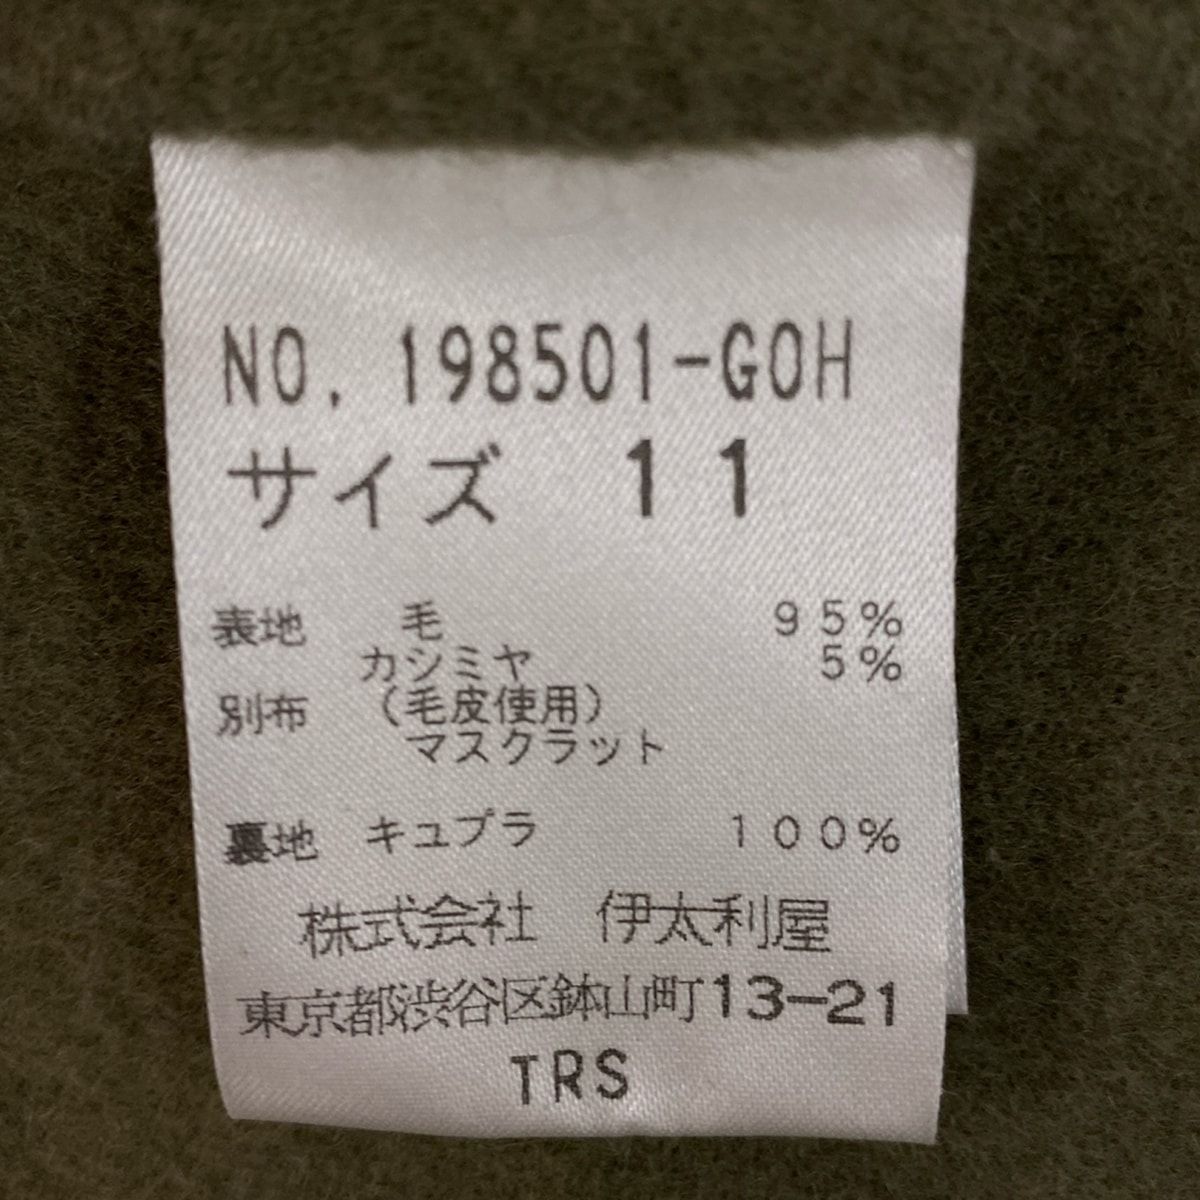 NO. 198501-GOH
サイズ 11
表地 毛 95%
カシミヤ 5%
別布 (毛皮使用)
マスクラット
裏地 キュプラ 100%
株式会社 伊太利屋
東京都渋谷区鉢山町13-21
TRS